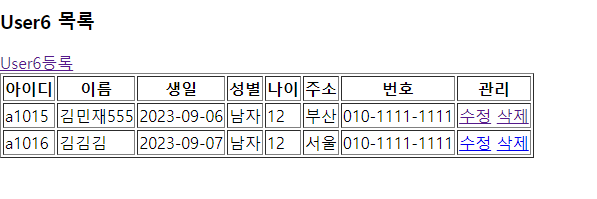 User6 목록
User6등록
아이디 이름 생일 성별 나이 주소 번호 관리
a1015 김민재555 2023-09-06 남자 12 부산 010-1111-1111 수정 삭제
a1016 김김김 2023-09-07 남자 12 서울 010-1111-1111 수정 삭제